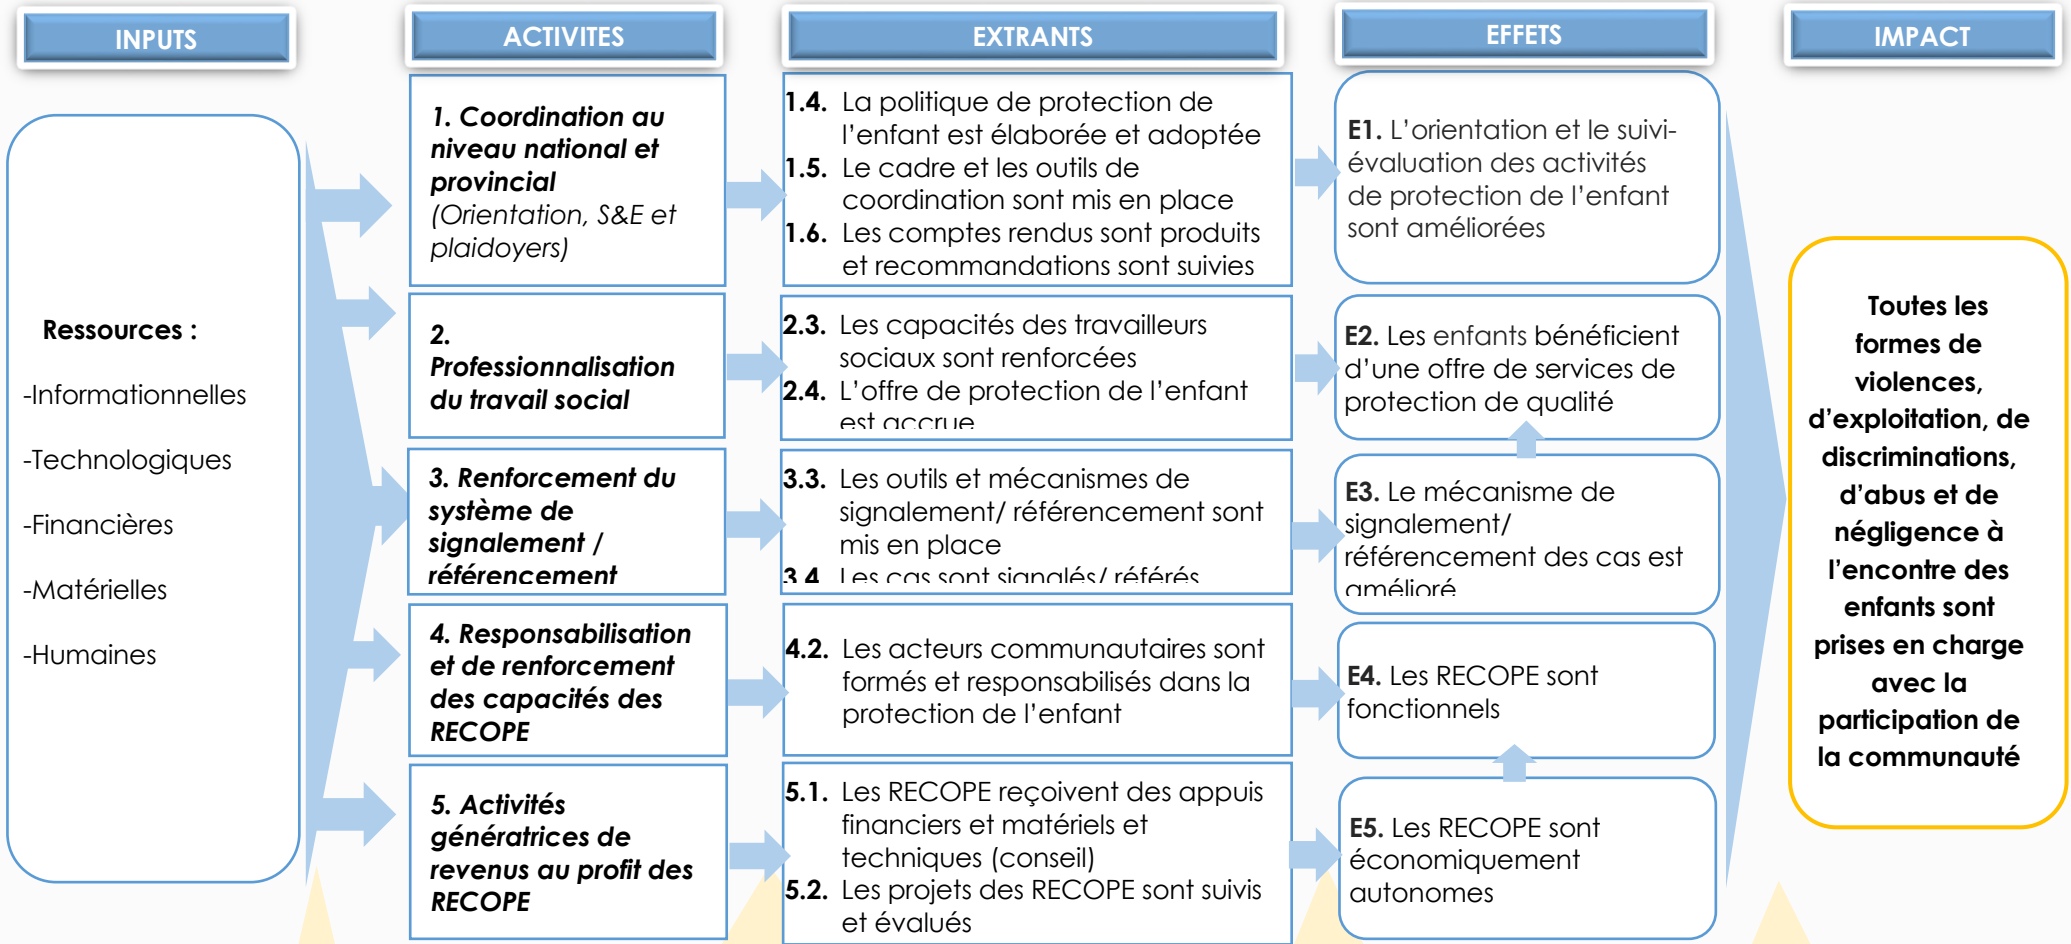 INPUTS
ACTIVITES
EXTRANTS
EFFETS
IMPACT
Ressources :
-Informationnelles
-Technologiques
-Financières
-Matérielles
-Humaines
1. Coordination au
niveau national et
provincial
(Orientation, S&E et
plaidoyers)
1.4. La politique de protection de
l’enfant est élaborée et adoptée
1.5. Le cadre et les outils de
coordination sont mis en place
1.6. Les comptes rendus sont produits
et recommandations sont suivies
E1. L’orientation et le suivi-
évaluation des activités
de protection de l’enfant
sont améliorées
2.
Professionnalisation
du travail social
2.3. Les capacités des travailleurs
sociaux sont renforcées
2.4. L’offre de protection de l’enfant
est accrue
E2. Les enfants bénéficient
d’une offre de services de
protection de qualité
3. Renforcement du
système de
signalement /
référencement
3.3. Les outils et mécanismes de
signalement/ référencement sont
mis en place
3.4. Les cas sont signalés/ référés
E3. Le mécanisme de
signalement/
référencement des cas est
amélioré
4. Responsabilisation
et de renforcement
des capacités des
RECOPE
4.2. Les acteurs communautaires sont
formés et responsabilisés dans la
protection de l’enfant
E4. Les RECOPE sont
fonctionnels
5. Activités
génératrices de
revenus au profit des
RECOPE
5.1. Les RECOPE reçoivent des appuis
financiers et matériels et
techniques (conseil)
5.2. Les projets des RECOPE sont suivis
et évalués
E5. Les RECOPE sont
économiquement
autonomes
Toutes les
formes de
violences,
d’exploitation, de
discriminations,
d’abus et de
négligence à
l’encontre des
enfants sont
prises en charge
avec la
participation de
la communauté